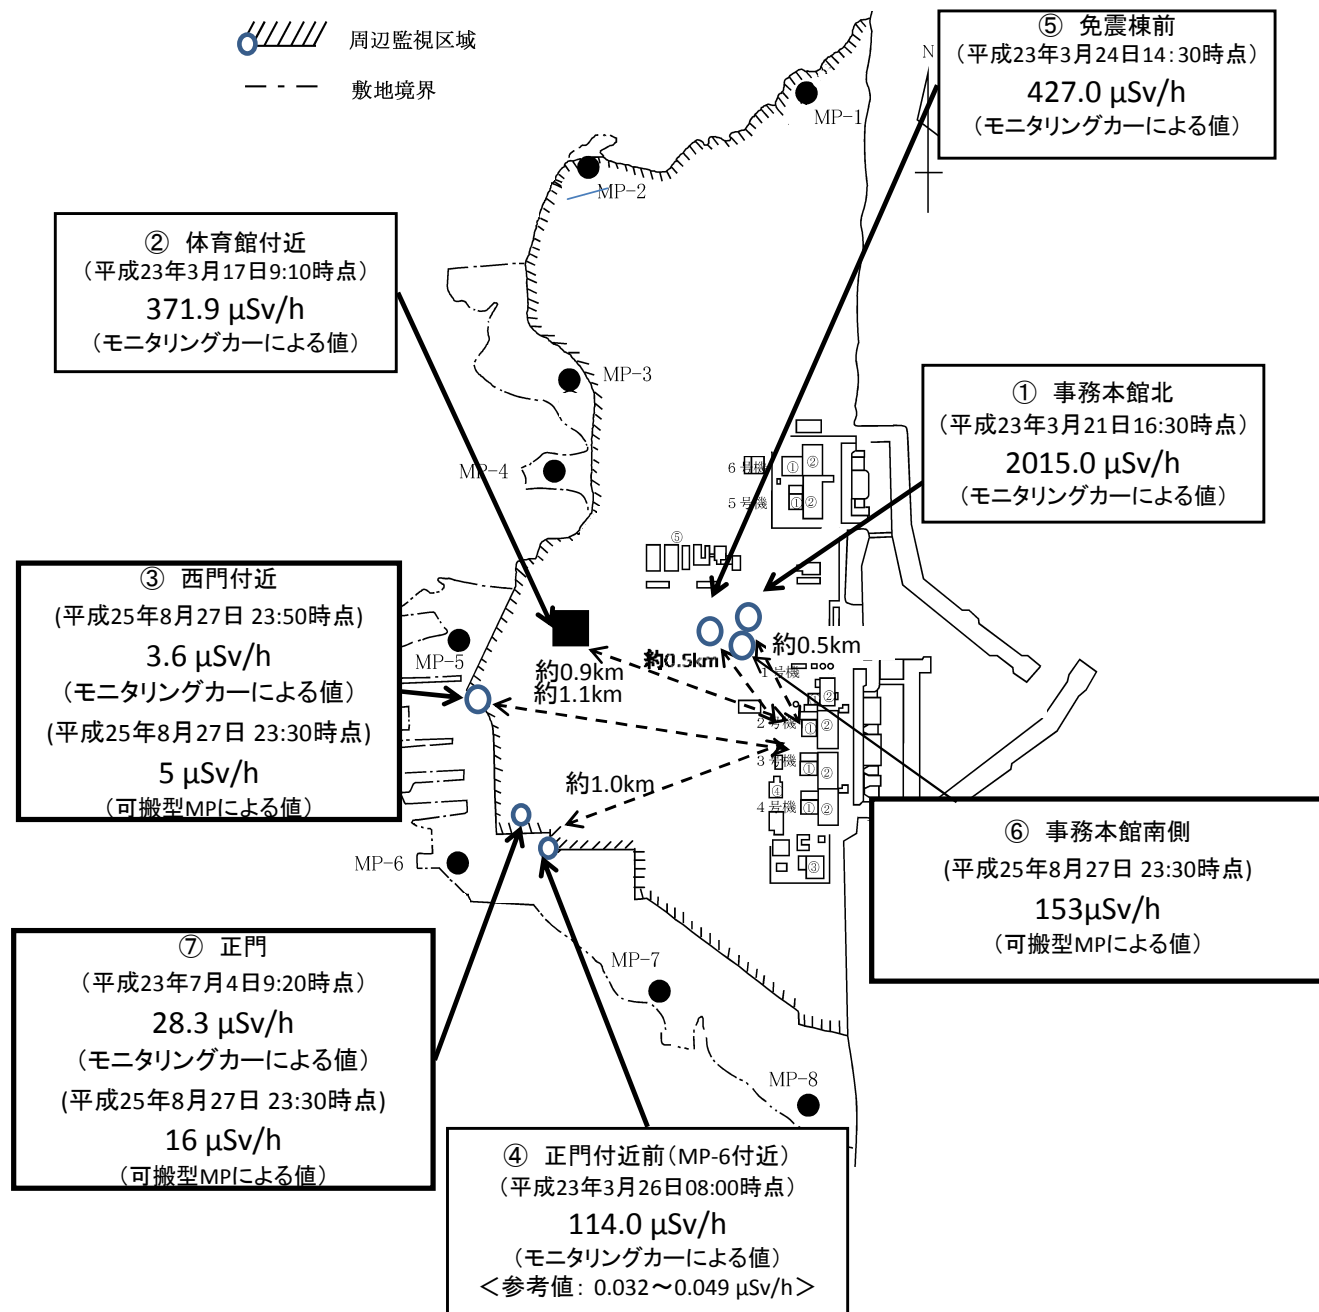 周辺監視区域
敷地境界
⑤ 免震棟前
(平成23年3月24日14:30時点)
427.0 μSv/h
(モニタリングカーによる値)
N
MP-1
MP-2
② 体育館付近
(平成23年3月17日9:10時点)
371.9 μSv/h
(モニタリングカーによる値)
MP-3
① 事務本館北
(平成23年3月21日16:30時点)
2015.0 μSv/h
(モニタリングカーによる値)
MP-4
6号機
①
②
5号機
①
②
⑤
③ 西門付近
(平成25年8月27日 23:50時点)
3.6 μSv/h
(モニタリングカーによる値)
(平成25年8月27日 23:30時点)
5 μSv/h
(可搬型MPによる値)
MP-5
約0.9km
約1.1km
約0.5km
約0.5km
1号機
②
2号機
①
②
3号機
①
②
④
4号機
①
②
③
約1.0km
⑥ 事務本館南側
(平成25年8月27日 23:30時点)
153μSv/h
(可搬型MPによる値)
MP-6
⑦ 正門
(平成23年7月4日9:20時点)
28.3 μSv/h
(モニタリングカーによる値)
(平成25年8月27日 23:30時点)
16 μSv/h
(可搬型MPによる値)
MP-7
MP-8
④ 正門付近前(MP-6付近)
(平成23年3月26日08:00時点)
114.0 μSv/h
(モニタリングカーによる値)
<参考値: 0.032~0.049 μSv/h>